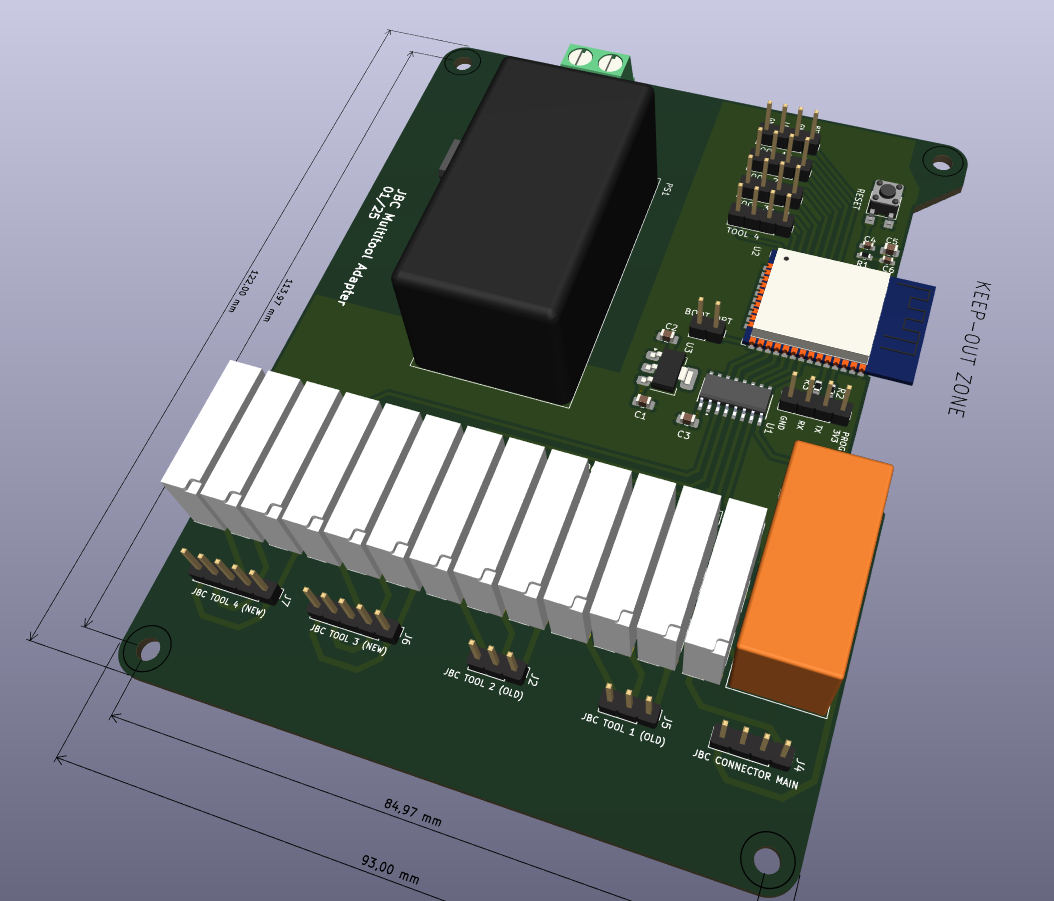 PS1
JBC Multitool Adapter
01/25
122,00 mm
113,97 mm
TOOL 4
RESET
U2
C4
C5
R1
C6
KEEP-OUT ZONE
C2
U3
C1
C3
U1
R2
GND
RX
TX
3V3
PROG
JBC TOOL 4 (NEW)
J7
JBC TOOL 3 (NEW)
J6
JBC TOOL 2 (OLD)
J2
JBC TOOL 1 (OLD)
J5
JBC CONNECTOR MAIN
J4
84,97 mm
93,00 mm